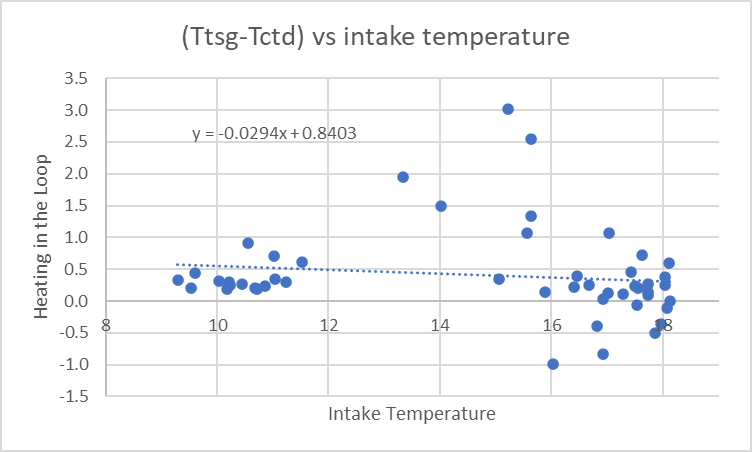 (Ttsg-Tctd) vs intake temperature
3.5
3.0
2.5
y = -0.0294x + 0.8403
2.0
1.5
1.0
0.5
0.0
8 10 12 14 16 18
-0.5
-1.0
-1.5
Heating in the Loop
Intake Temperature